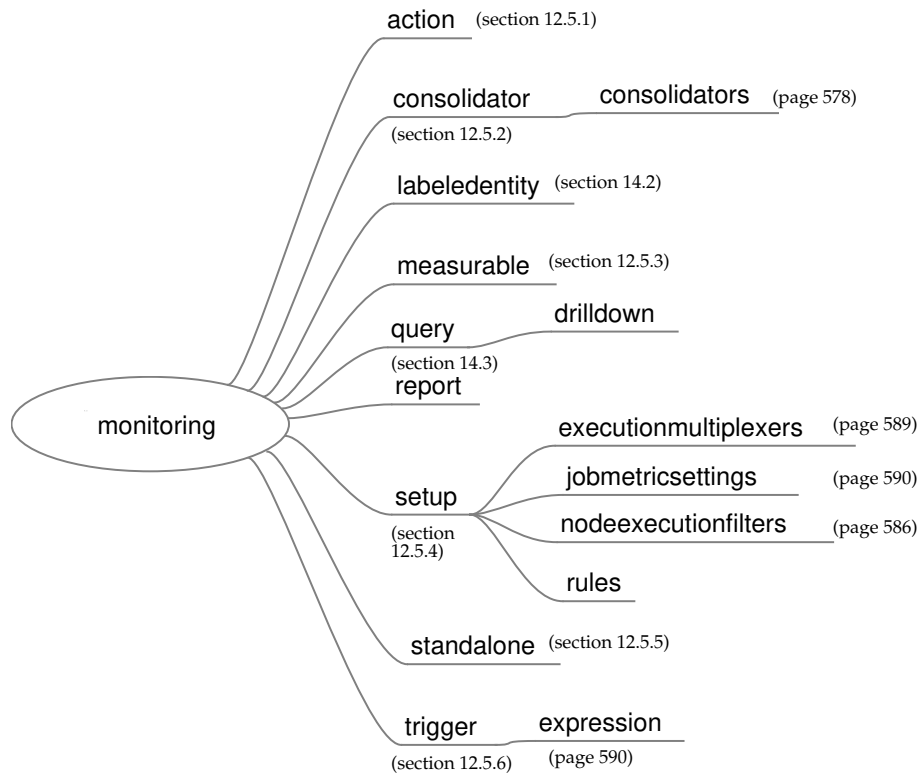 action (section 12.5.1)
consolidator consolidators (page 578)
(section 12.5.2)
labeledentity (section 14.2)
measurable (section 12.5.3)
drilldown
query
(section 14.3)
report
monitoring
executionmultiplexers (page 589)
jobmetricsettings (page 590)
setup
(section
12.5.4)
nodeexecutionfilters (page 586)
rules
standalone (section 12.5.5)
trigger expression
(section 12.5.6) (page 590)